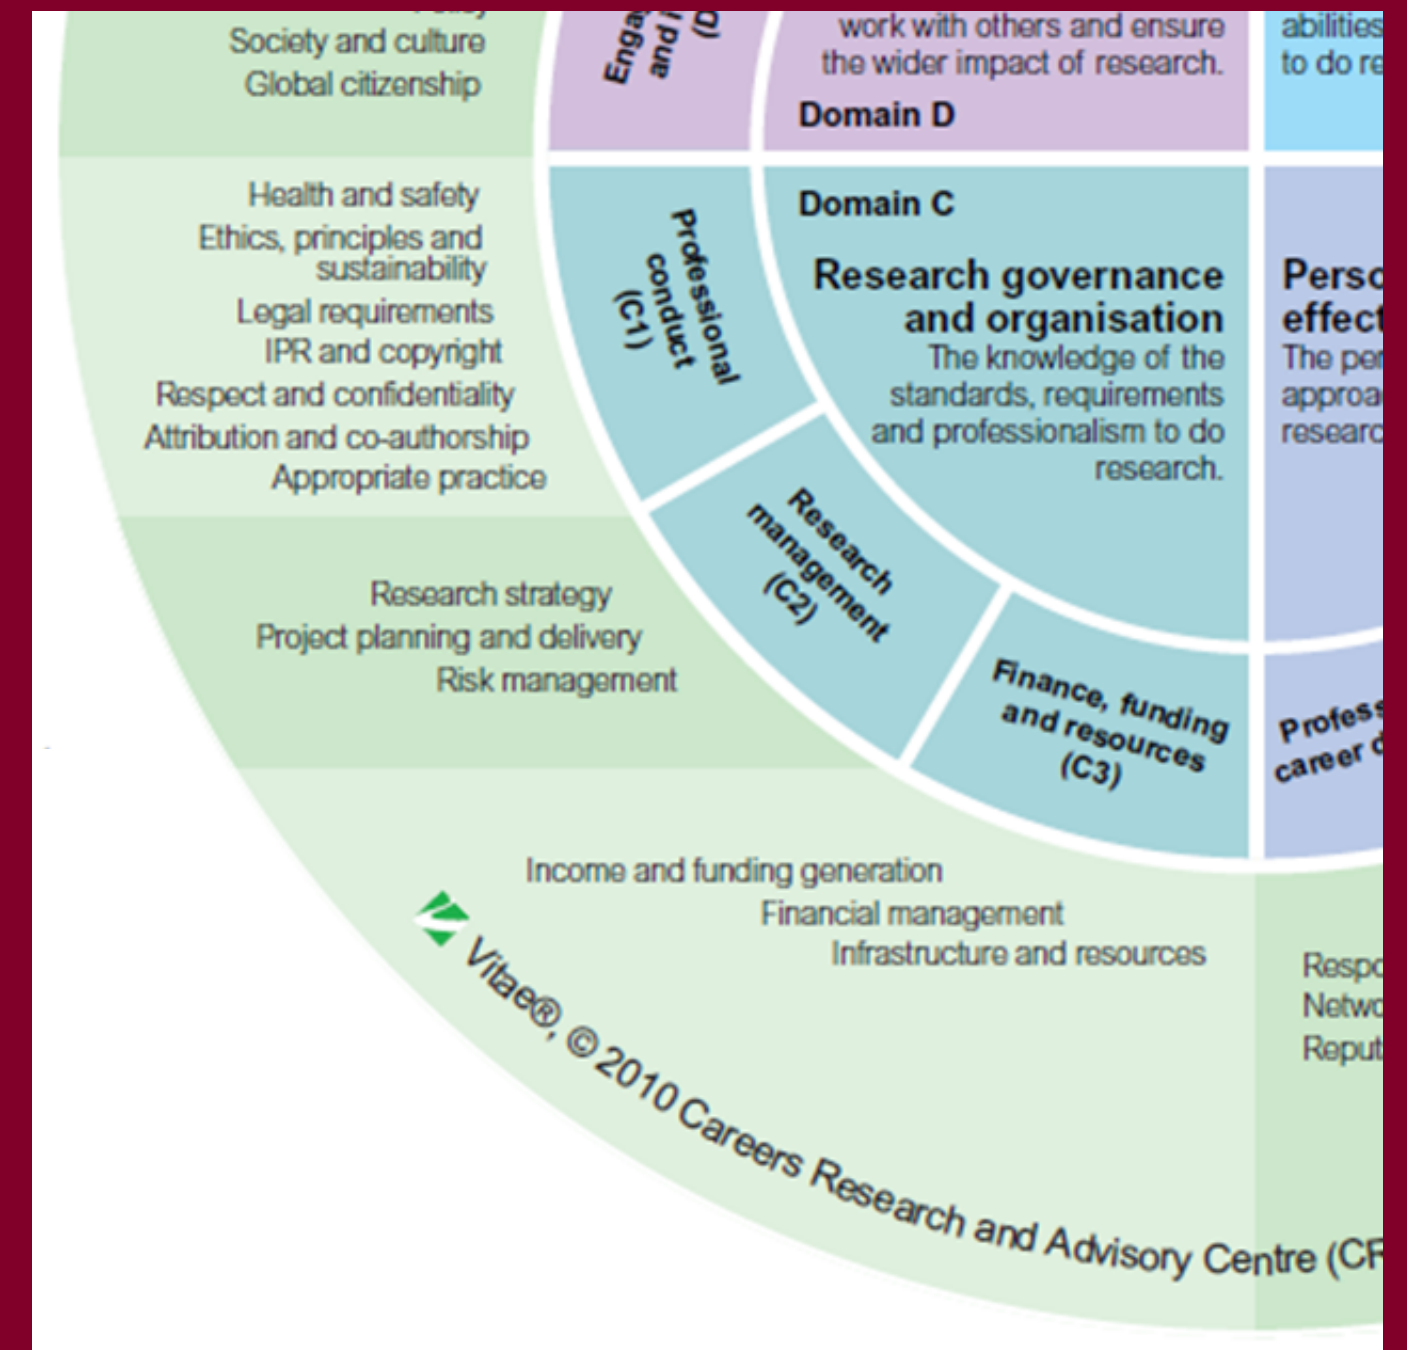 Society and culture
Global citizenship
work with others and ensure
the wider impact of research.
Domain D
abilities
to do re
Health and safety
Ethics, principles and
sustainability
Legal requirements
IPR and copyright
Respect and confidentiality
Attribution and co-authorship
Appropriate practice
Professional
conduct
(C1)
Domain C
Research governance
and organisation
The knowledge of the
standards, requirements
and professionalism to do
research.
Research strategy
Project planning and delivery
Risk management
Research
management
(C2)
Finance, funding
and resources
(C3)
Income and funding generation
Financial management
Infrastructure and resources
Vitae®, © 2010 Careers Research and Advisory Centre
career